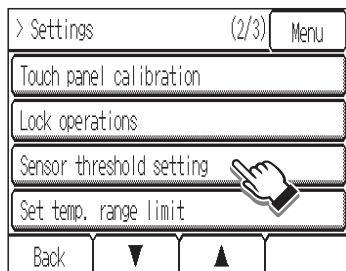 > Settings (2/3) Menu
Touch panel calibration
Lock operations
Sensor threshold setting
Set temp. range limit
Back ▼ ▲